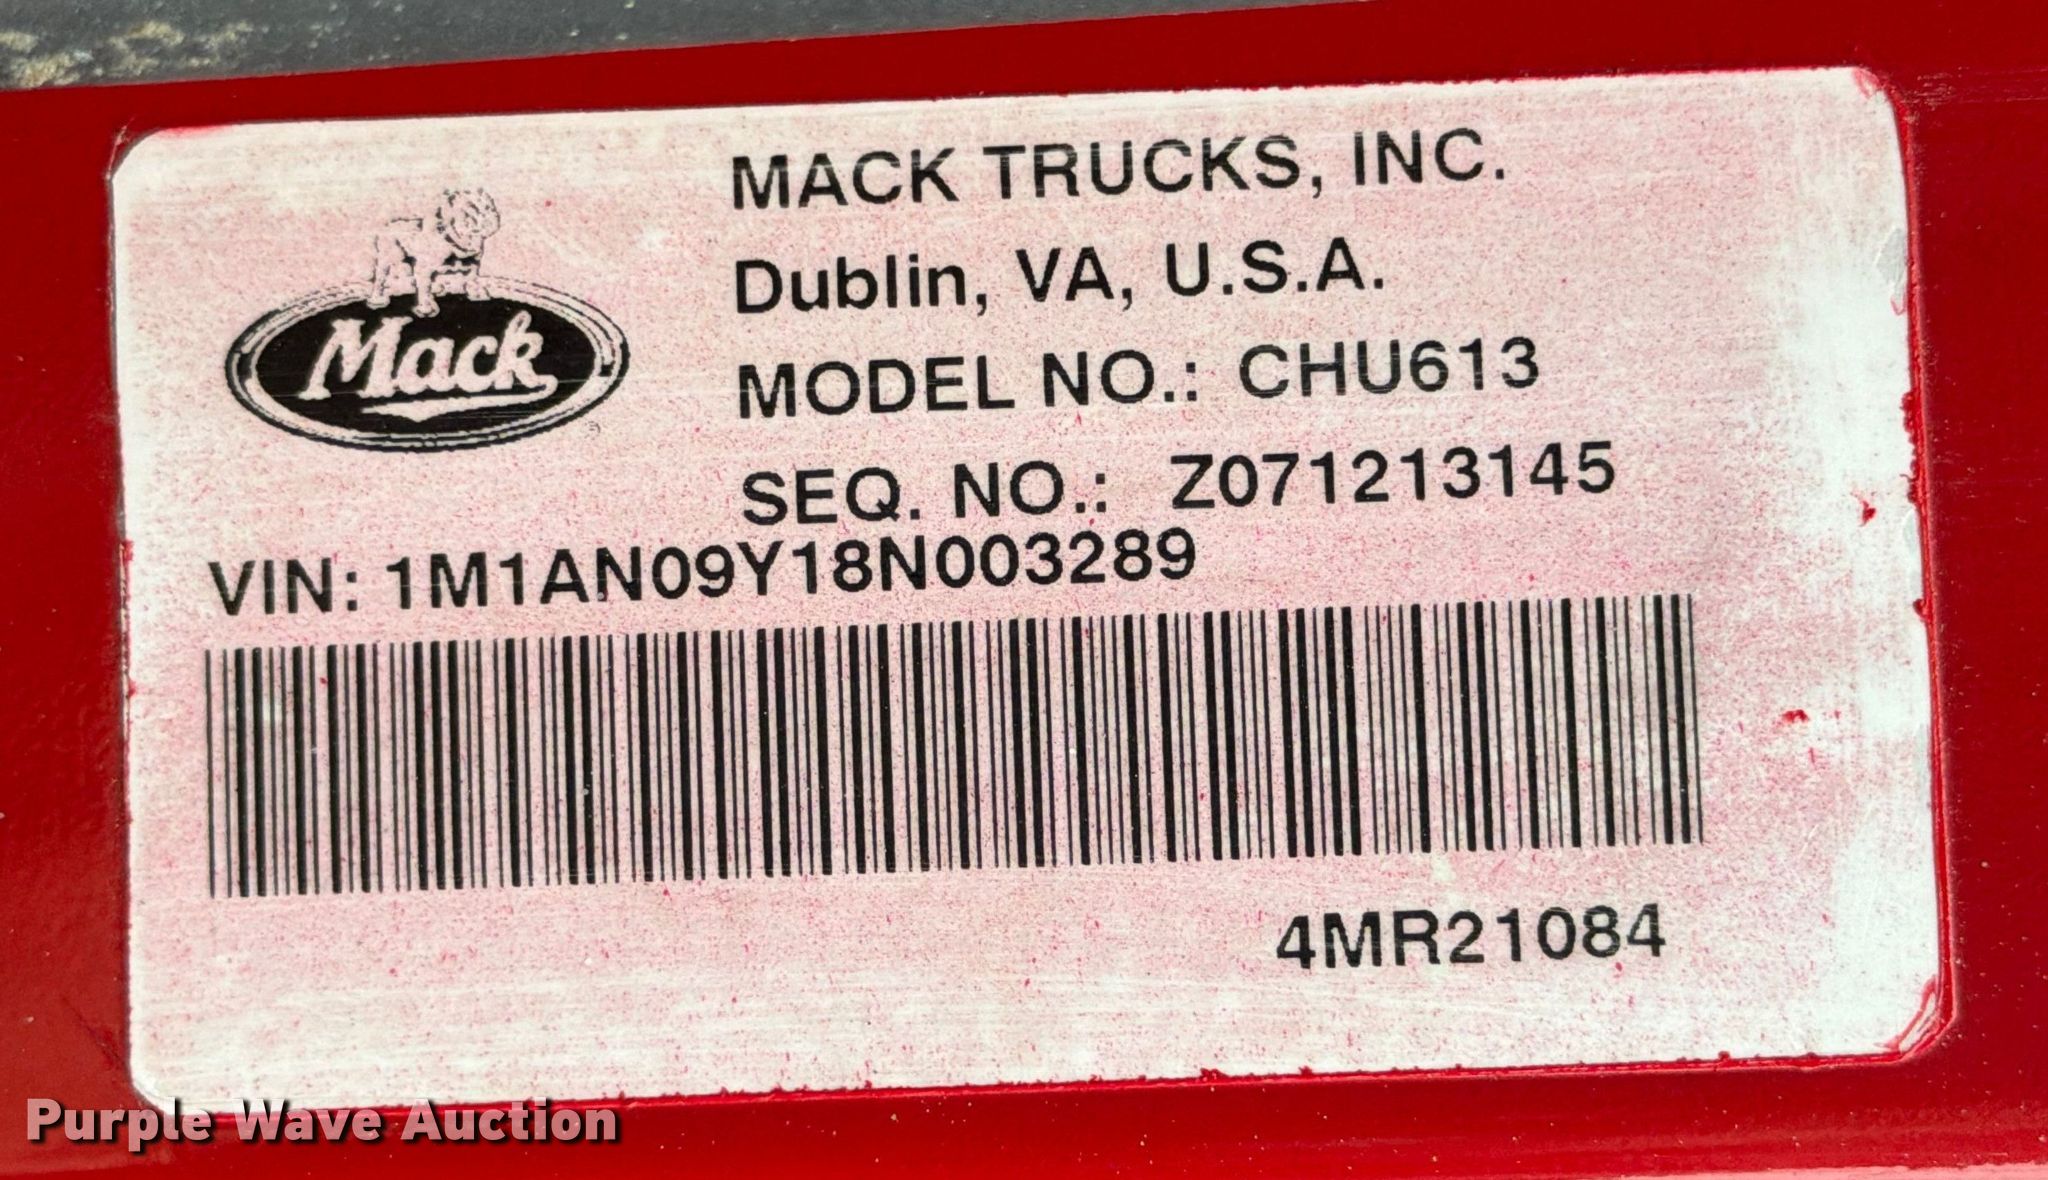 MACK TRUCKS, INC.
Dublin, VA, U.S.A.
Mack
MODEL NO.: CHU613
SEQ. NO.: Z071213145
VIN: 1M1AN09Y18N003289
4MR21084
Purple Wave Auction